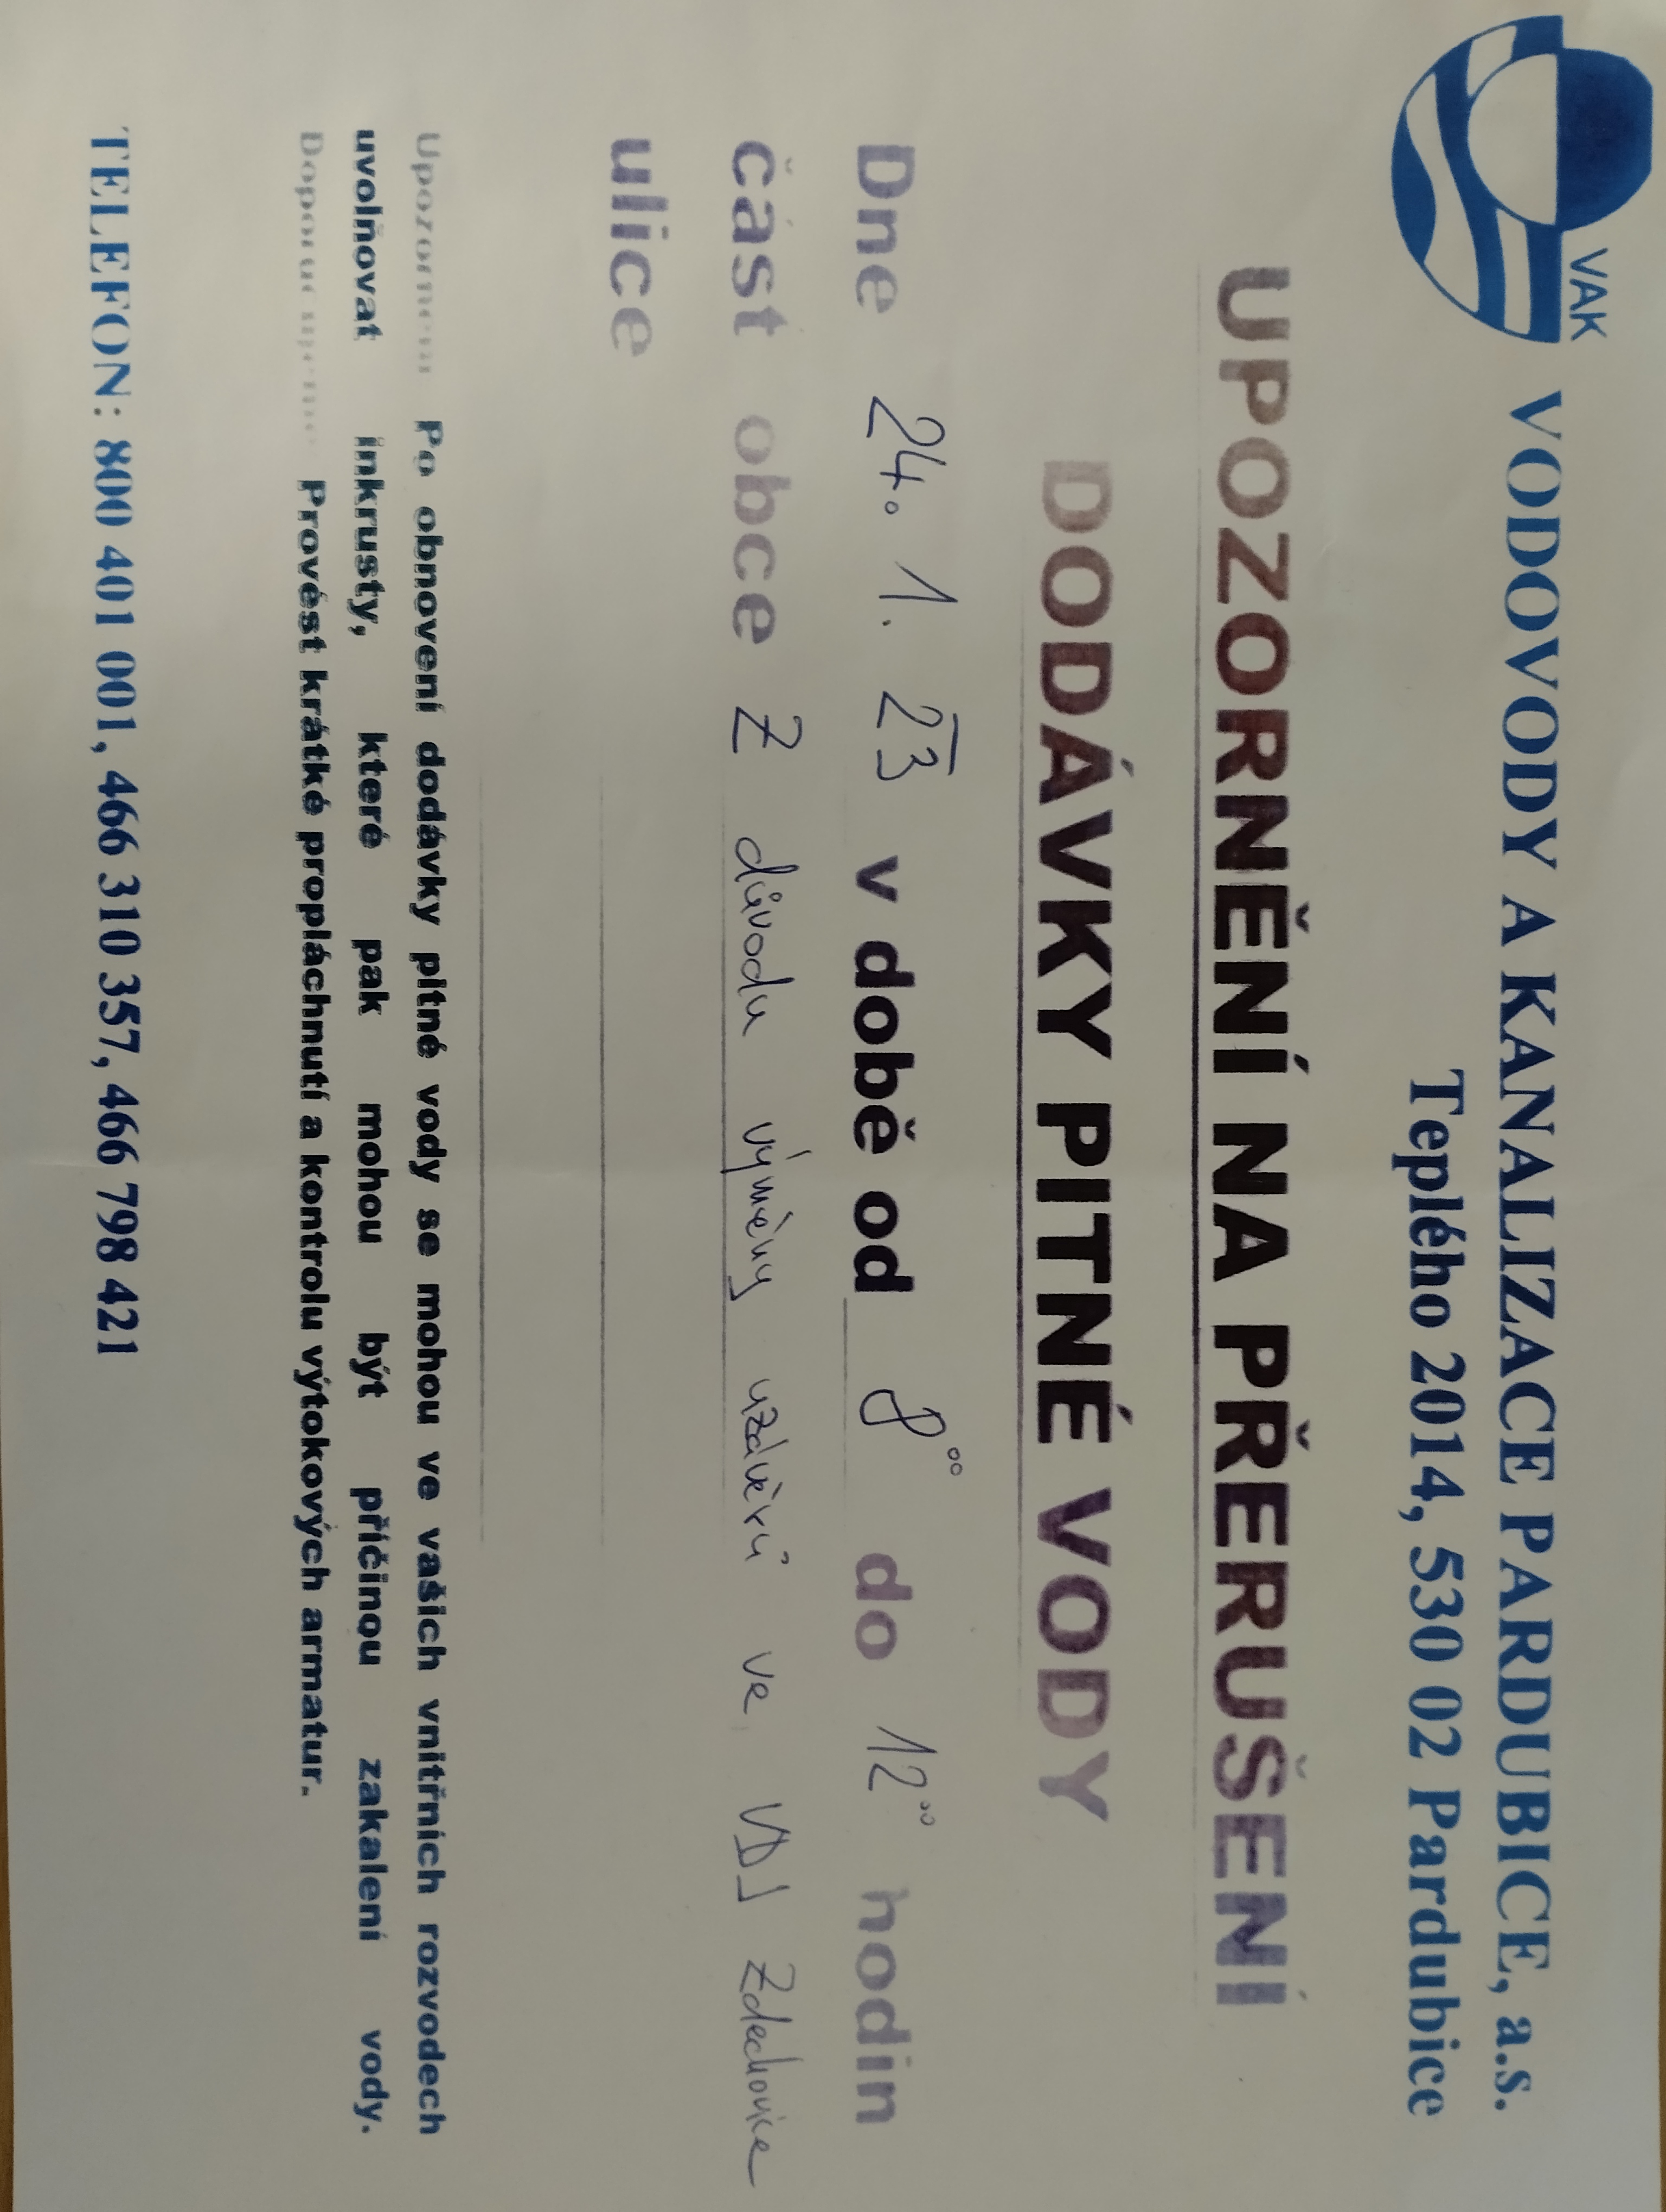 VAK
VODOVODY A KANALIZACE PARDUBICE, a.s.
Teplého 2014, 530 02 Pardubice
UPOZORNĚNÍ NA PŘERUŠENÍ
DODÁVKY PITNÉ VODY
Dne 24. 1. 23 v době od 8⁰⁰ do 12⁰⁰ hodin
část obce Z důvodu výměny uzávěrů ve VDJ Zdechovice
ulice
Upozornění Po obnovení dodávky pitné vody se mohou ve vašich vnitřních rozvodech
uvolňovat inkrusty, které pak mohou být příčinou zakalení vody.
Doporučujeme Provést krátké propláchnutí a kontrolu výtokových armatur.
TELEFON: 800 401 001, 466 310 357, 466 798 421